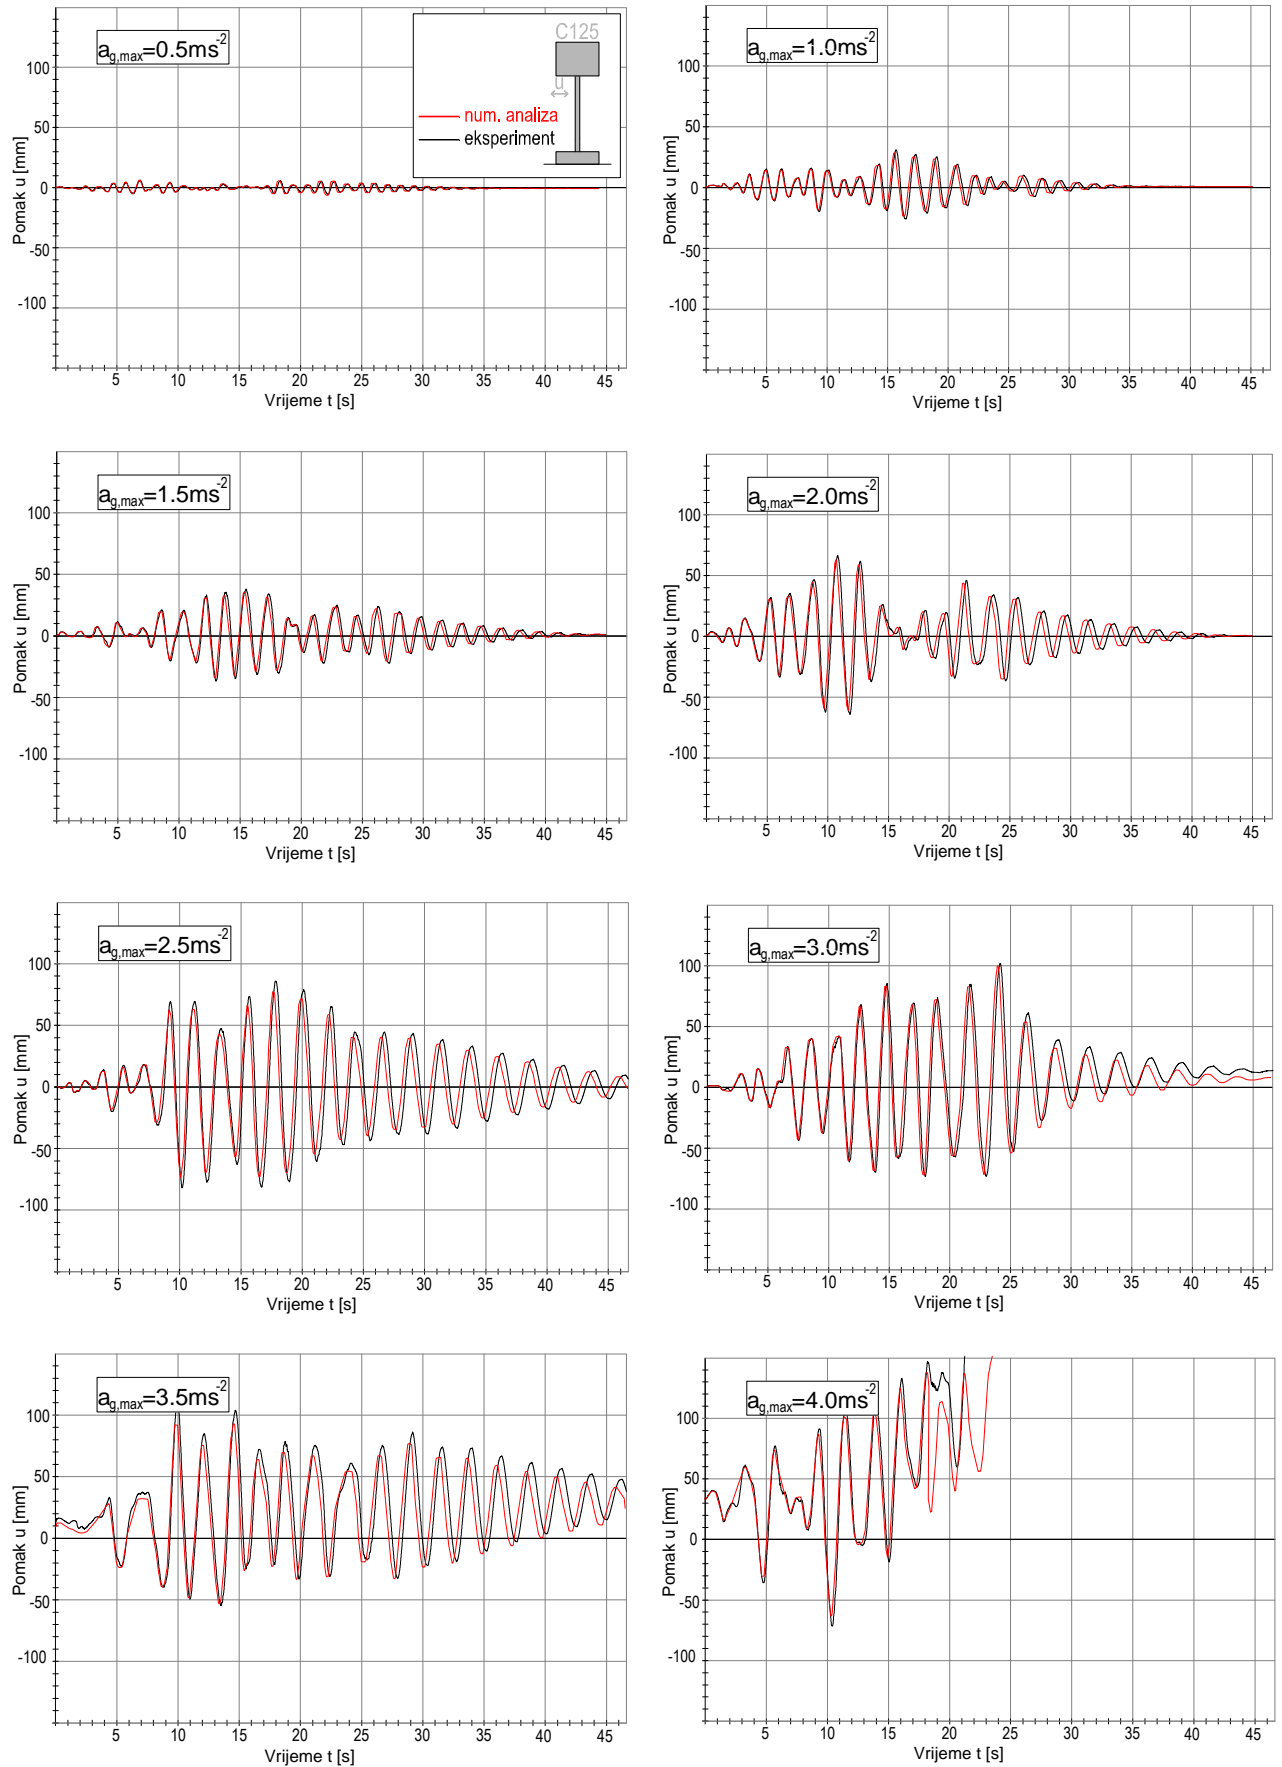 a_g,max=0.5ms^-2
C125
u
num. analiza
eksperiment
100
50
0
-50
-100
Pomak u [mm]
5 10 15 20 25 30 35 40 45
Vrijeme t [s]
a_g,max=1.0ms^-2
100
50
0
-50
-100
Pomak u [mm]
5 10 15 20 25 30 35 40 45
Vrijeme t [s]
a_g,max=1.5ms^-2
100
50
0
-50
-100
Pomak u [mm]
5 10 15 20 25 30 35 40 45
Vrijeme t [s]
a_g,max=2.0ms^-2
100
50
0
-50
-100
Pomak u [mm]
5 10 15 20 25 30 35 40 45
Vrijeme t [s]
a_g,max=2.5ms^-2
100
50
0
-50
-100
Pomak u [mm]
5 10 15 20 25 30 35 40 45
Vrijeme t [s]
a_g,max=3.0ms^-2
100
50
0
-50
-100
Pomak u [mm]
5 10 15 20 25 30 35 40 45
Vrijeme t [s]
a_g,max=3.5ms^-2
100
50
0
-50
-100
Pomak u [mm]
5 10 15 20 25 30 35 40 45
Vrijeme t [s]
a_g,max=4.0ms^-2
100
50
0
-50
-100
Pomak u [mm]
5 10 15 20 25 30 35 40 45
Vrijeme t [s]